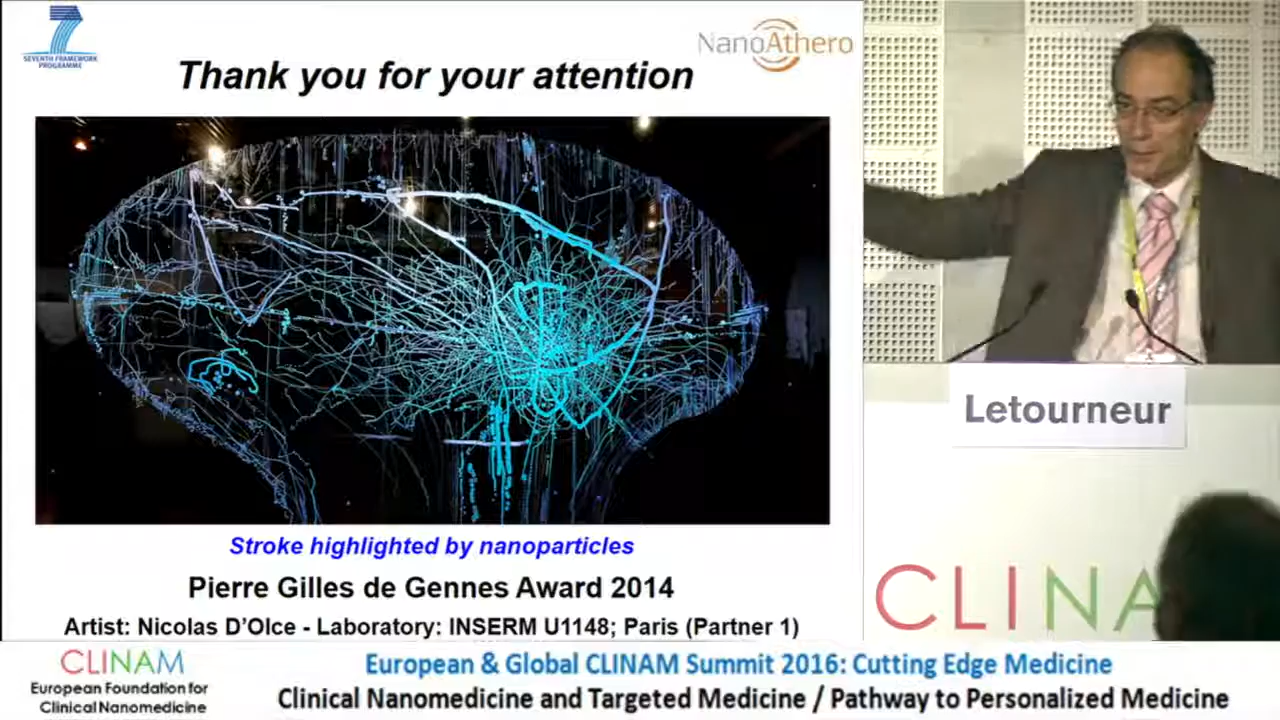 7
SEVENTH FRAMEWORK
PROGRAMME
NanoAthero
Thank you for your attention
Stroke highlighted by nanoparticles
Pierre Gilles de Gennes Award 2014
Artist: Nicolas D'Olce - Laboratory: INSERM U1148; Paris (Partner 1)
Letourneur
CLINA
CLINAM
European Foundation for
Clinical Nanomedicine
European & Global CLINAM Summit 2016: Cutting Edge Medicine
Clinical Nanomedicine and Targeted Medicine / Pathway to Personalized Medicine